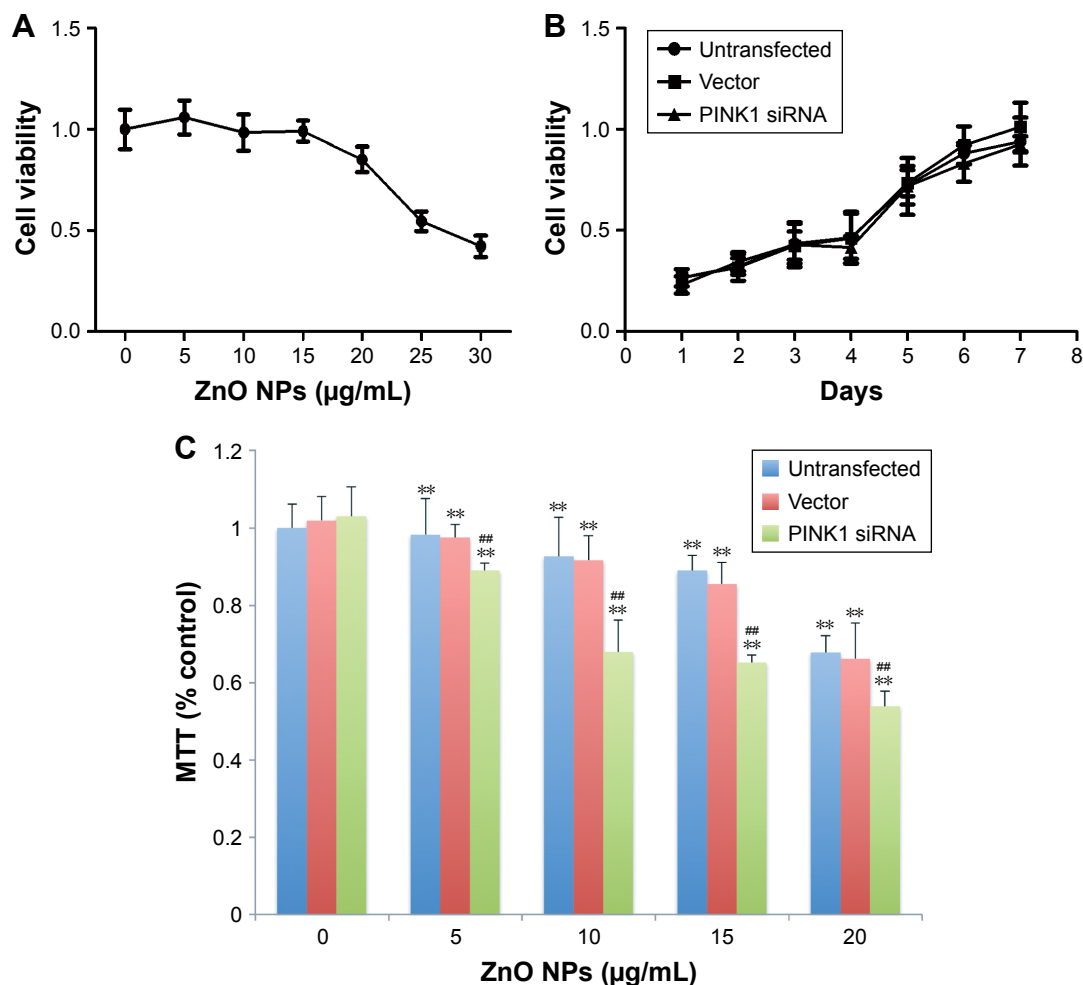 A
1.5
1.0
0.5
0.0
Cell viability
0 5 10 15 20 25 30
ZnO NPs (µg/mL)
B
1.5
1.0
0.5
0.0
Cell viability
Untransfected
Vector
PINK1 siRNA
0 1 2 3 4 5 6 7 8
Days
C
1.2
1
0.8
0.6
0.4
0.2
0
MTT (% control)
Untransfected
Vector
PINK1 siRNA
** ** ## **
** ** ## **
** ** ## **
** ** ## **
0 5 10 15 20
ZnO NPs (µg/mL)